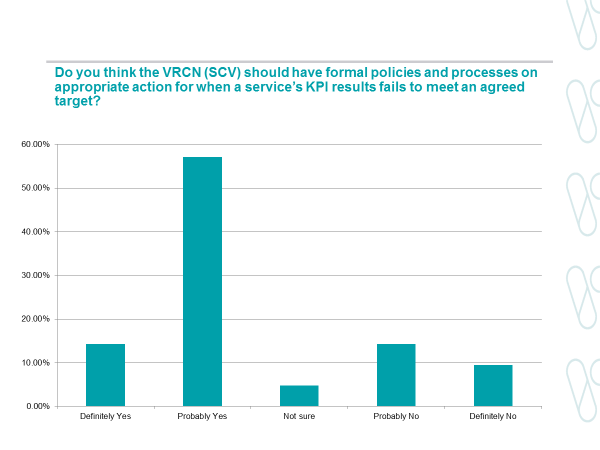 Do you think the VRCN (SCV) should have formal policies and processes on
appropriate action for when a service's KPI results fails to meet an agreed
target?
60.00%
50.00%
40.00%
30.00%
20.00%
10.00%
0.00%
Definitely Yes
Probably Yes
Not sure
Probably No
Definitely No